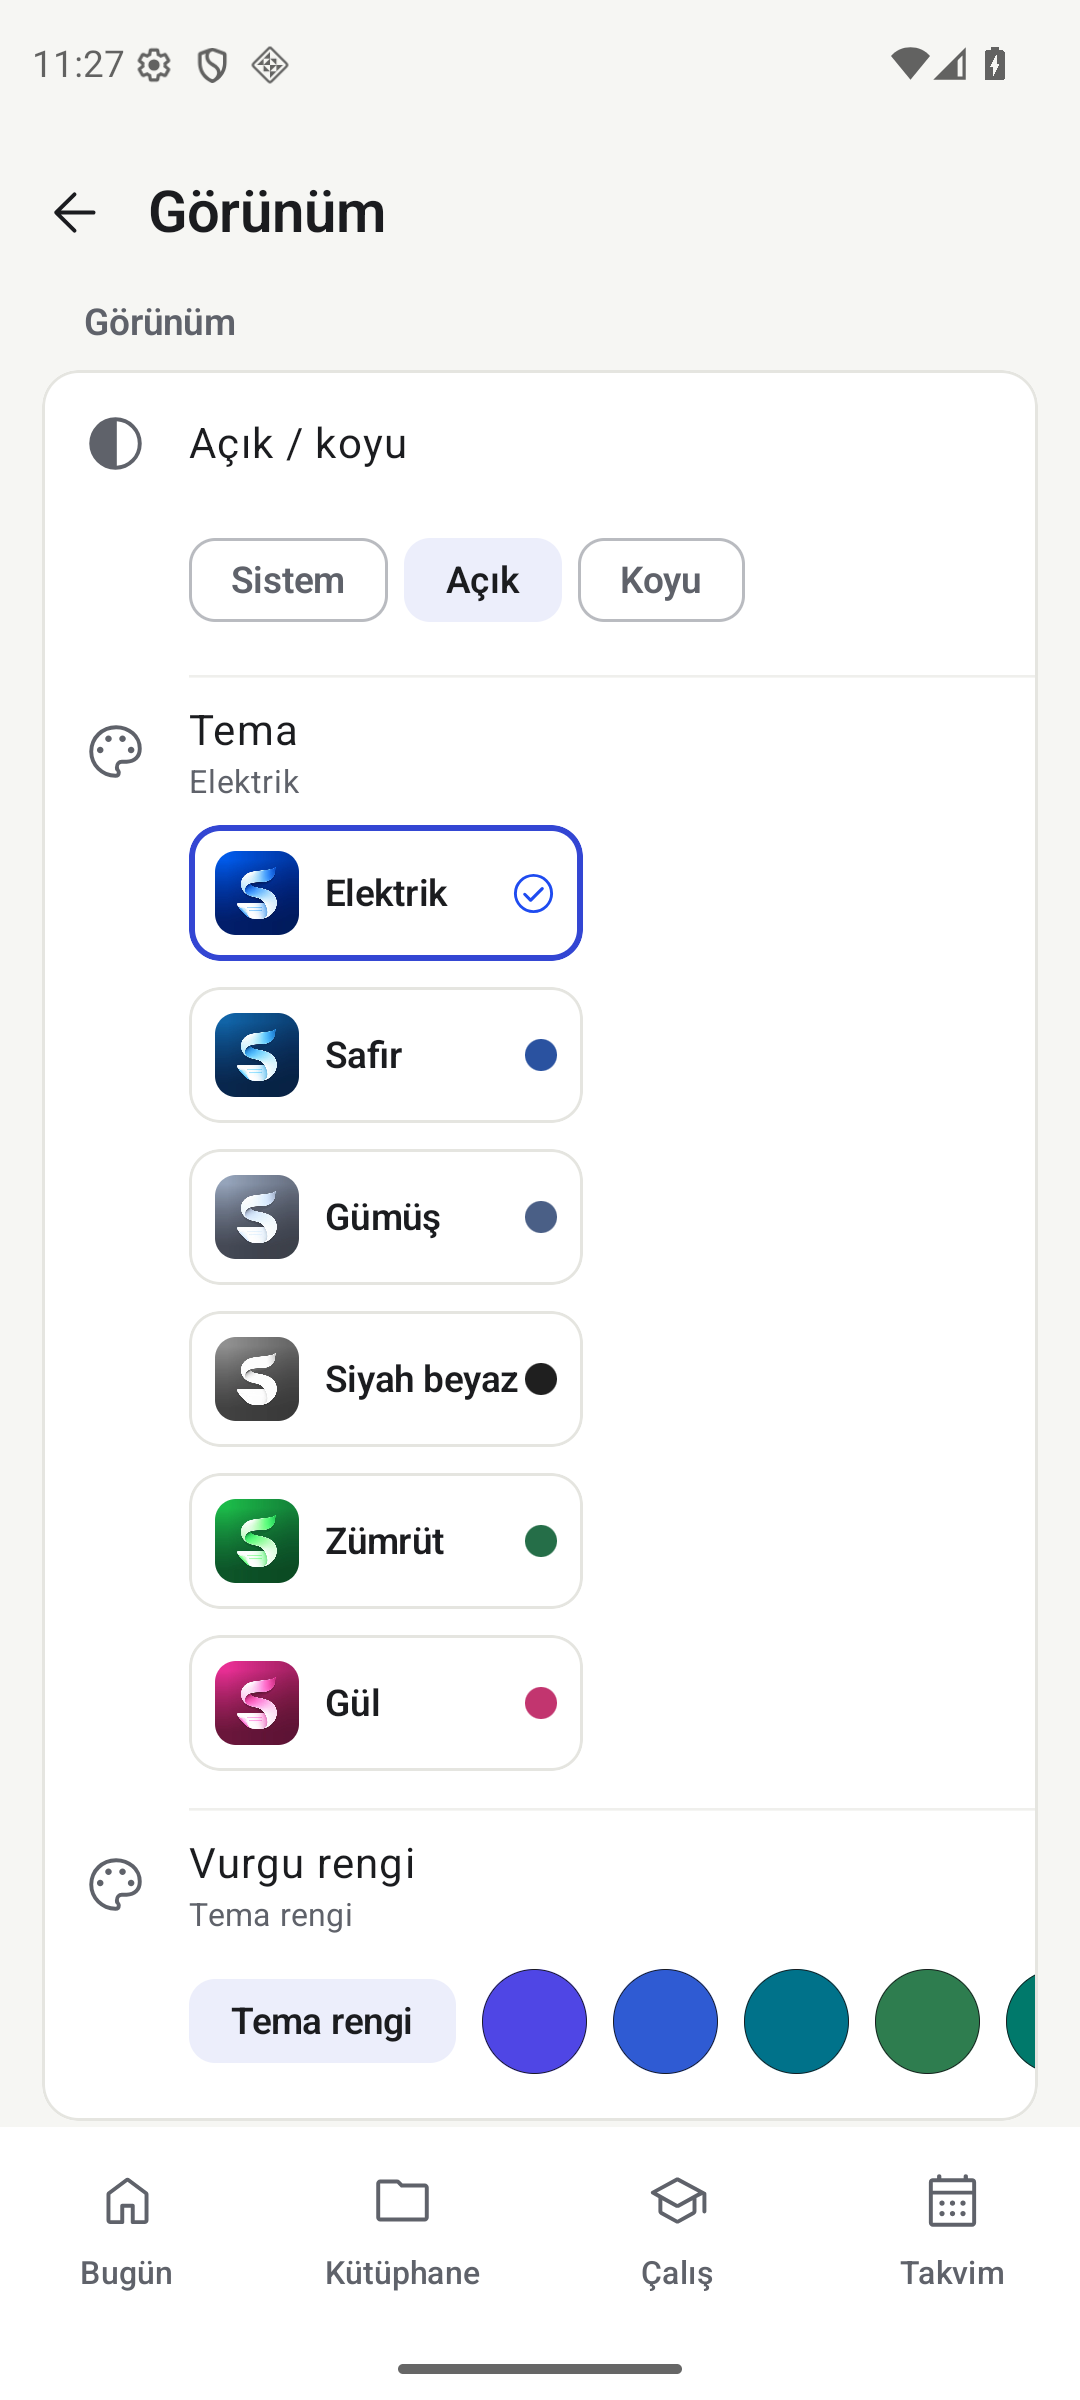 11:27
Görünüm
Görünüm
Açık / koyu
Sistem
Açık
Koyu
Tema
Elektrik
Elektrik
Safir
Gümüş
Siyah beyaz
Zümrüt
Gül
Vurgu rengi
Tema rengi
Tema rengi
Bugün
Kütüphane
Çalış
Takvim